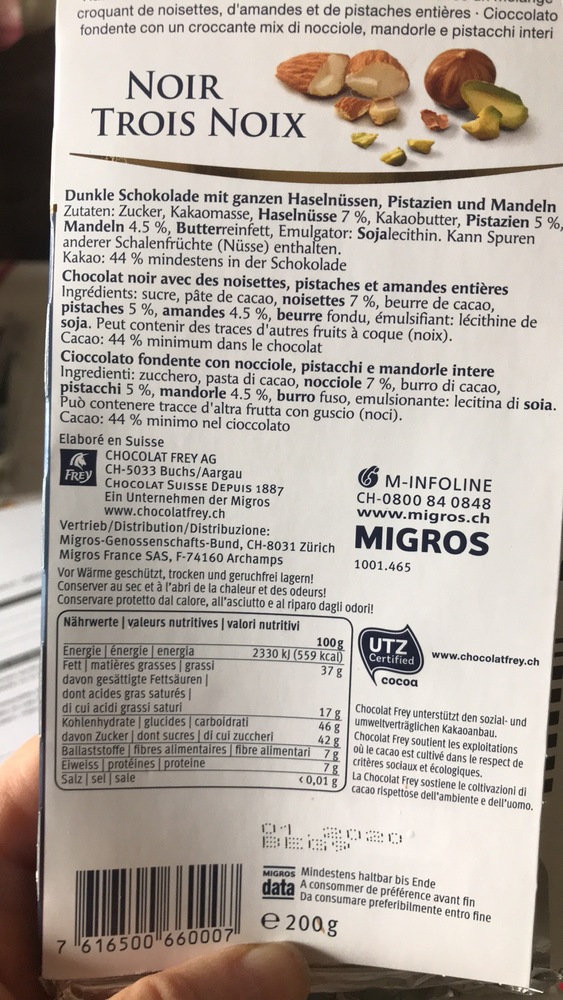 croquant de noisettes, d'amandes et de pistaches entières · Cioccolato
fondente con un croccante mix di nocciole, mandorle e pistacchi interi
NOIR
TROIS NOIX
Dunkle Schokolade mit ganzen Haselnüssen, Pistazien und Mandeln
Zutaten: Zucker, Kakaomasse, Haselnüsse 7 %, Kakaobutter, Pistazien 5 %,
Mandeln 4.5 %, Butterreinfett, Emulgator: Sojalecithin. Kann Spuren
anderer Schalenfrüchte (Nüsse) enthalten.
Kakao: 44 % mindestens in der Schokolade
Chocolat noir avec des noisettes, pistaches et amandes entières
Ingrédients: sucre, pâte de cacao, noisettes 7 %, beurre de cacao,
pistaches 5 %, amandes 4.5 %, beurre fondu, émulsifiant: lécithine de
soja. Peut contenir des traces d'autres fruits à coque (noix).
Cacao: 44 % minimum dans le chocolat
Cioccolato fondente con nocciole, pistacchi e mandorle intere
Ingredienti: zucchero, pasta di cacao, nocciole 7 %, burro di cacao,
pistacchi 5 %, mandorle 4.5 %, burro fuso, emulsionante: lecitina di soia.
Può contenere tracce d'altra frutta con guscio (noci).
Cacao: 44 % minimo nel cioccolato
Elaboré en Suisse
FREY
CHOCOLAT FREY AG
CH-5033 Buchs/Aargau
CHOCOLAT SUISSE DEPUIS 1887
Ein Unternehmen der Migros
www.chocolatfrey.ch
M-INFOLINE
CH-0800 84 0848
www.migros.ch
MIGROS
1001.465
Vertrieb/Distribution/Distribuzione:
Migros-Genossenschafts-Bund, CH-8031 Zürich
Migros France SAS, F-74160 Archamps
Vor Wärme geschützt, trocken und geruchfrei lagern!
Conserver au sec et à l'abri de la chaleur et des odeurs!
Conservare protetto dal calore, all'asciutto e al riparo dagli odori!
Nährwerte | valeurs nutritives | valori nutritivi
100 g
Energie | énergie | energia 2330 kJ (559 kcal)
Fett | matières grasses | grassi 37 g
davon gesättigte Fettsäuren |
dont acides gras saturés |
di cui acidi grassi saturi 17 g
Kohlenhydrate | glucides | carboidrati 46 g
davon Zucker | dont sucres | di cui zuccheri 42 g
Ballaststoffe | fibres alimentaires | fibre alimentari 7 g
Eiweiss | protéines | proteine 7 g
Salz | sel | sale < 0,01 g
UTZ
Certified
cacao
www.chocolatfrey.ch
Chocolat Frey unterstützt den sozial- und
umweltverträglichen Kakaoanbau.
Chocolat Frey soutient les exploitations
où le cacao est cultivé dans le respect de
critères sociaux et écologiques.
La Chocolat Frey sostiene le coltivazioni di
cacao rispettose dell'ambiente e dell'uomo.
01.2020
MIGROS
data
Mindestens haltbar bis Ende
A consommer de préférence avant fin
Da consumare preferibilmente entro fine
e 200g
7 616500 660007